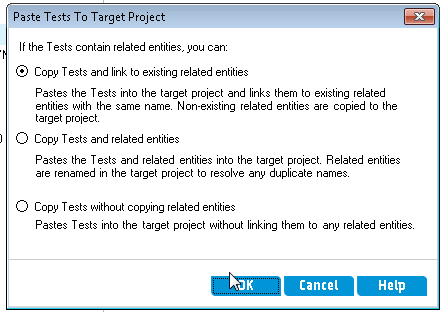 Paste Tests To Target Project
If the Tests contain related entities, you can:
Copy Tests and link to existing related entities
Pastes the Tests into the target project and links them to existing related
entities with the same name. Non-existing related entities are copied to the
target project.
Copy Tests and related entities
Pastes the Tests and related entities into the target project. Related entities
are renamed in the target project to resolve any duplicate names.
Copy Tests without copying related entities
Pastes Tests into the target project without linking them to any related entities.
OK Cancel Help